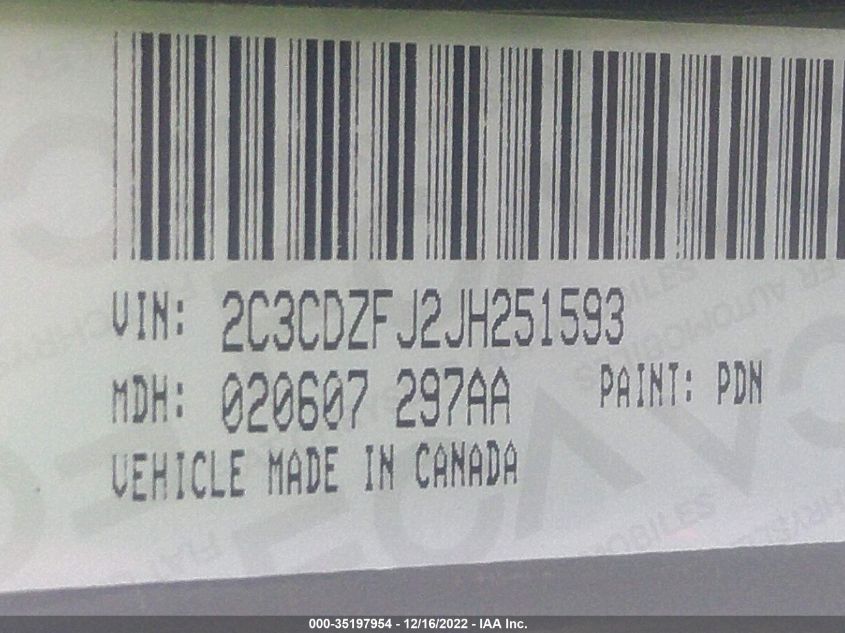 VIN: 2C3CDZFJ2JH251593
MDH: 020607 297AA PAINT: PDN
VEHICLE MADE IN CANADA
000-35197954 - 12/16/2022 - IAA Inc.